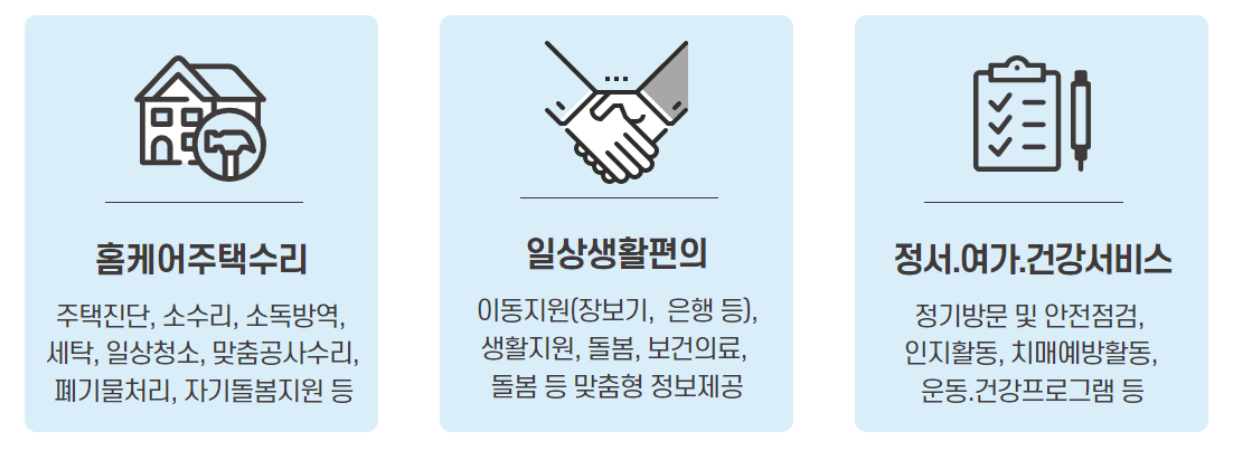 홈케어주택수리
주택진단, 소수리, 소독방역,
세탁, 일상청소, 맞춤공사수리,
폐기물처리, 자기돌봄지원 등
일상생활편의
이동지원(장보기, 은행 등),
생활지원, 돌봄, 보건의료,
돌봄 등 맞춤형 정보제공
정서.여가.건강서비스
정기방문 및 안전점검,
인지활동, 치매예방활동,
운동.건강프로그램 등